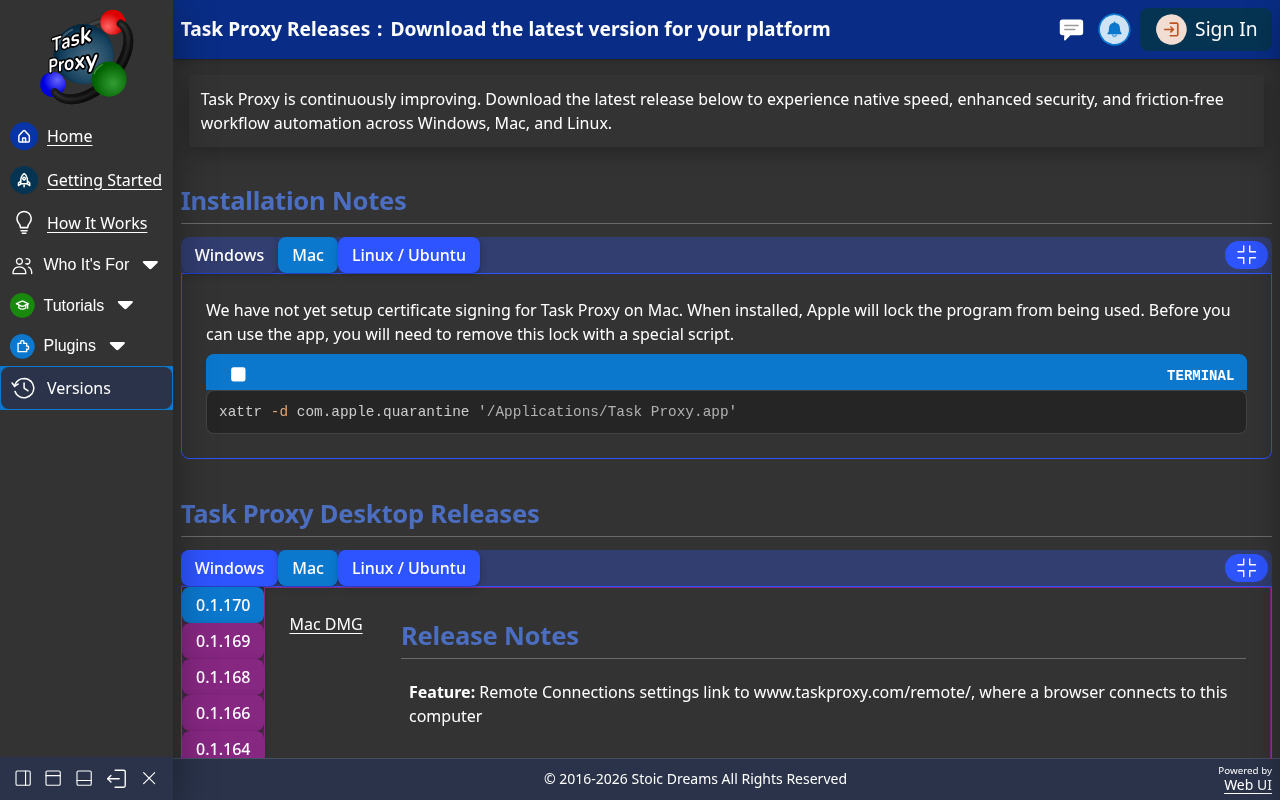 Task Proxy
Task Proxy Releases : Download the latest version for your platform
Sign In
Home
Getting Started
How It Works
Who It's For
Tutorials
Plugins
Versions
Task Proxy is continuously improving. Download the latest release below to experience native speed, enhanced security, and friction-free
workflow automation across Windows, Mac, and Linux.
Installation Notes
Windows Mac Linux / Ubuntu
We have not yet setup certificate signing for Task Proxy on Mac. When installed, Apple will lock the program from being used. Before you
can use the app, you will need to remove this lock with a special script.
TERMINAL
xattr -d com.apple.quarantine '/Applications/Task Proxy.app'
Task Proxy Desktop Releases
Windows Mac Linux / Ubuntu
0.1.170
0.1.169
0.1.168
0.1.166
0.1.164
Mac DMG
Release Notes
Feature: Remote Connections settings link to www.taskproxy.com/remote/, where a browser connects to this
computer
© 2016-2026 Stoic Dreams All Rights Reserved
Powered by
Web UI